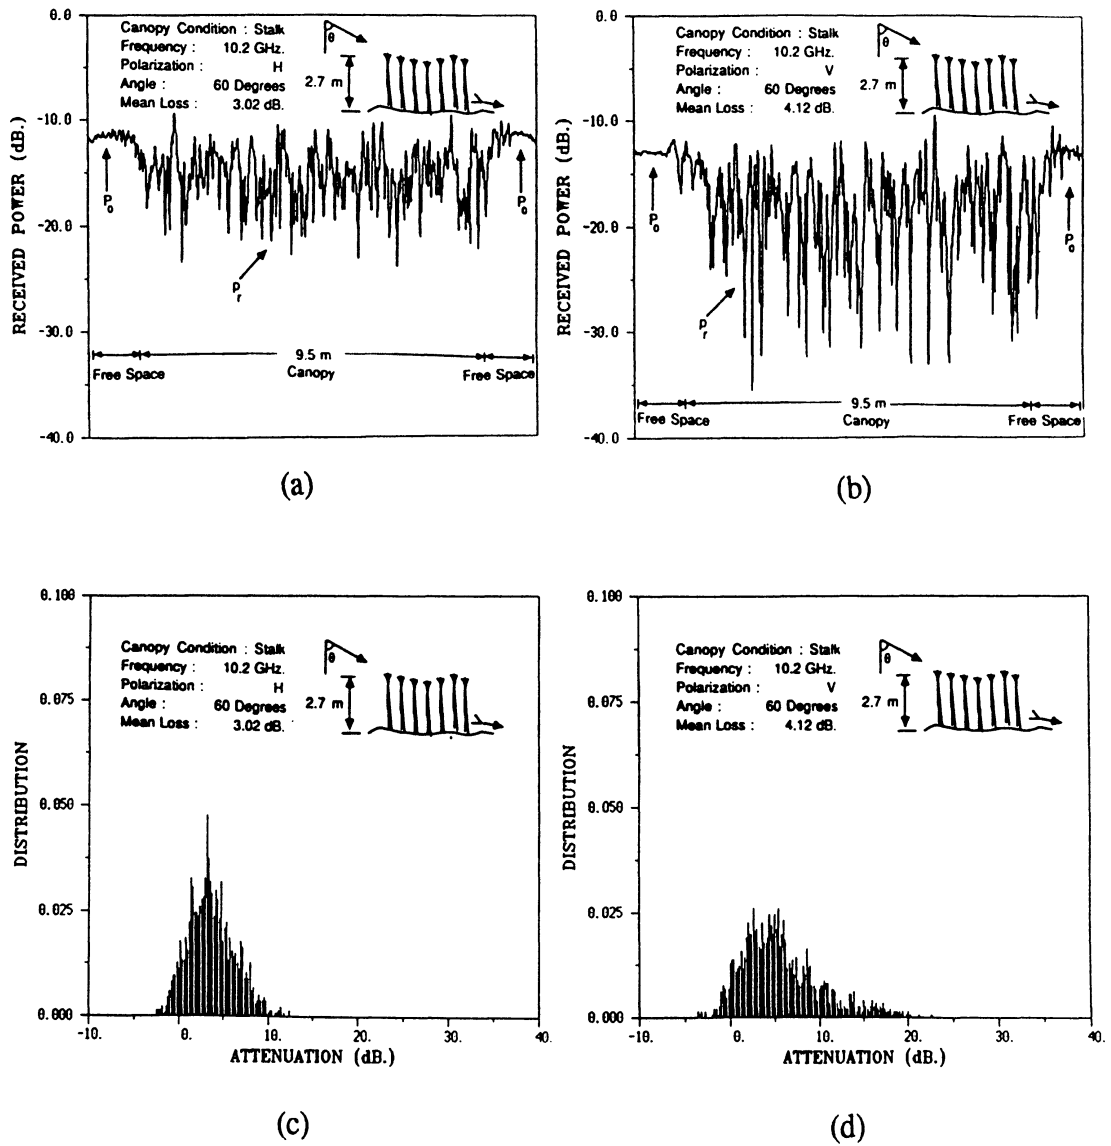 0.0
-10.0
-20.0
-30.0
-40.0
RECEIVED POWER (dB.)
Canopy Condition : Stalk
Frequency : 10.2 GHz.
Polarization : H
Angle : 60 Degrees
Mean Loss : 3.02 dB.
θ
2.7 m
P₀
P₀
Pᵣ
9.5 m
Free Space
Canopy
Free Space
(a)
0.0
-10.0
-20.0
-30.0
-40.0
RECEIVED POWER (dB.)
Canopy Condition : Stalk
Frequency : 10.2 GHz.
Polarization : V
Angle : 60 Degrees
Mean Loss : 4.12 dB.
θ
2.7 m
P₀
P₀
Pᵣ
9.5 m
Free Space
Canopy
Free Space
(b)
0.100
0.075
0.050
0.025
0.000
DISTRIBUTION
Canopy Condition : Stalk
Frequency : 10.2 GHz.
Polarization : H
Angle : 60 Degrees
Mean Loss : 3.02 dB.
θ
2.7 m
-10. 0. 10.0 20.0 30.0 40.
ATTENUATION (dB.)
(c)
0.100
0.075
0.050
0.025
0.000
DISTRIBUTION
Canopy Condition : Stalk
Frequency : 10.2 GHz.
Polarization : V
Angle : 60 Degrees
Mean Loss : 4.12 dB.
θ
2.7 m
-10. 0. 10.0 20.0 30. 40
ATTENUATION (dB.)
(d)